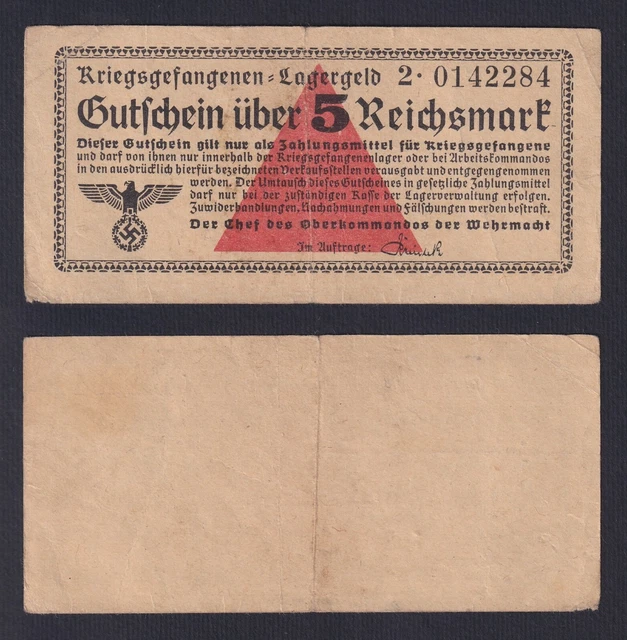 Kriegsgefangenen-Lagergeld 2· 0142284
Gutschein über 5 Reichsmark
Dieser Gutschein gilt nur als Zahlungsmittel für Kriegsgefangene
und darf von ihnen nur innerhalb der Kriegsgefangenenlager oder bei Arbeitskommandos
in den ausdrücklich hierfür bezeichneten Verkaufsstellen verausgabt und entgegengenommen
werden. Der Umtausch dieses Gutscheines in gesetzliche Zahlungsmittel
darf nur bei der zuständigen Kasse der Lagerverwaltung erfolgen.
Zuwiderhandlungen, Nachahmungen und Fälschungen werden bestraft.
Der Chef des Oberkommandos der Wehrmacht
Im Auftrage: